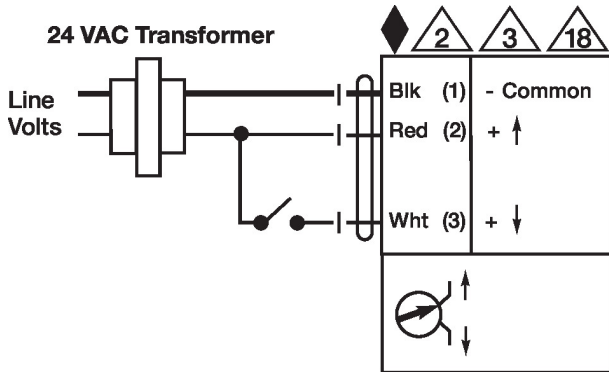 24 VAC Transformer
2 3 18
Line
Volts
Blk (1) - Common
Red (2) + ↑
Wht (3) + ↓